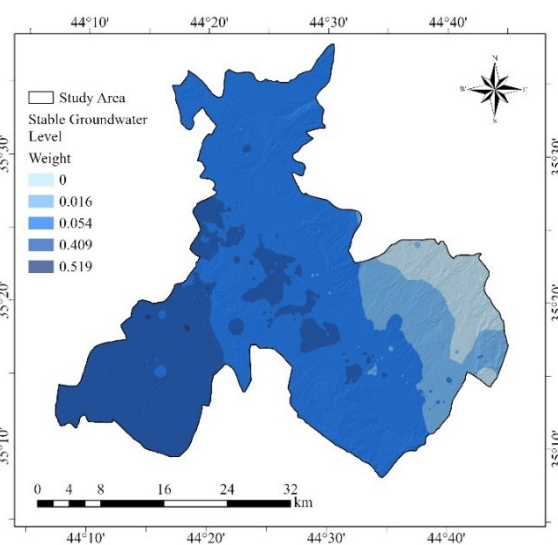 44°10' 44°20' 44°30' 44°40'
N
W E
S
Study Area
Stable Groundwater
Level
Weight
0
0.016
0.054
0.409
0.519
35°30' 35°30'
35°20' 35°20'
35°10' 35°10'
0 4 8 16 24 32
km
44°10' 44°20' 44°30' 44°40'